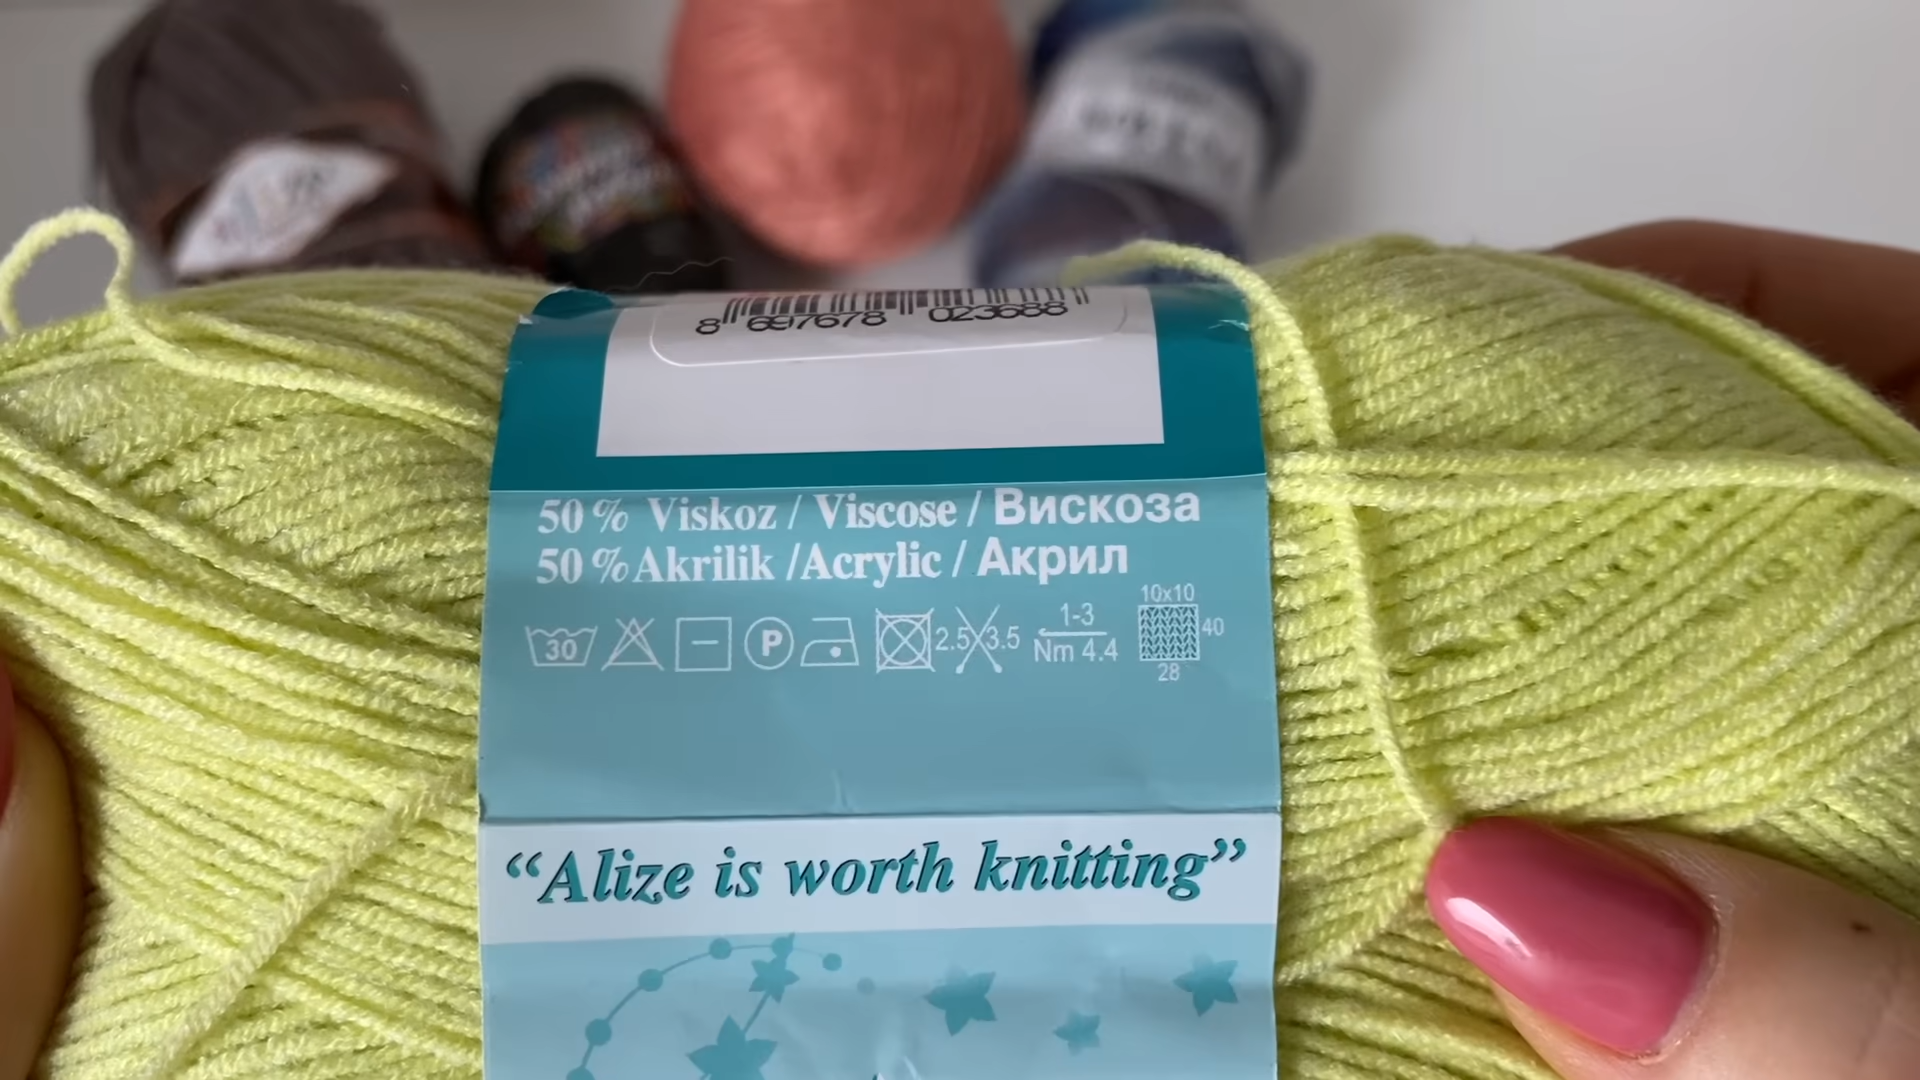 8 697678 023688
50 % Viskoz / Viscose / Вискоза
50 % Akrilik / Acrylic / Акрил
30 P 2.5 3.5 1-3 Nm 4.4 10x10 40 28
“Alize is worth knitting”